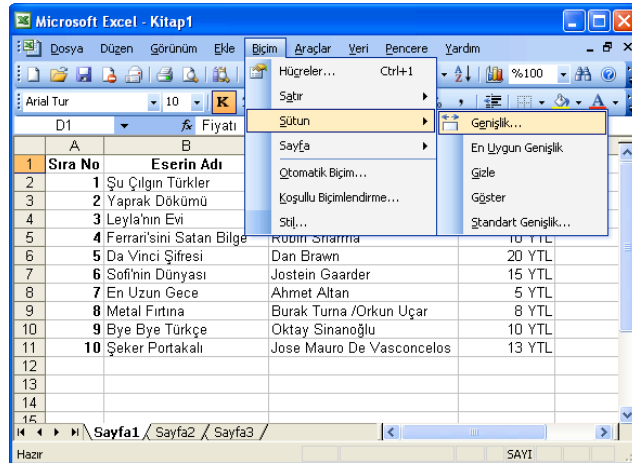 Microsoft Excel - Kitap1
Dosya Düzen Görünüm Ekle Biçim Araçlar Veri Pencere Yardım
Hücreler... Ctrl+1
%100
Arial Tur 10 K
Satır
Sütun
Genişlik...
D1 fx Fiyatı
Sayfa
En Uygun Genişlik
A B
Otomatik Biçim...
Gizle
1 Sıra No Eserin Adı
Koşullu Biçimlendirme...
Göster
2 1 Şu Çılgın Türkler
3 2 Yaprak Dökümü
Stil...
Standart Genişlik...
4 3 Leyla'nın Evi
5 4 Ferrari'sini Satan Bilge Robin Sharma 10 YTL
6 5 Da Vinci Şifresi Dan Brawn 20 YTL
7 6 Sofi'nin Dünyası Jostein Gaarder 15 YTL
8 7 En Uzun Gece Ahmet Altan 5 YTL
9 8 Metal Fırtına Burak Turna /Orkun Uçar 8 YTL
10 9 Bye Bye Türkçe Oktay Sinanoğlu 10 YTL
11 10 Şeker Portakalı Jose Mauro De Vasconcelos 13 YTL
12
13
14
15
Sayfa1 Sayfa2 Sayfa3
Hazır SAYI